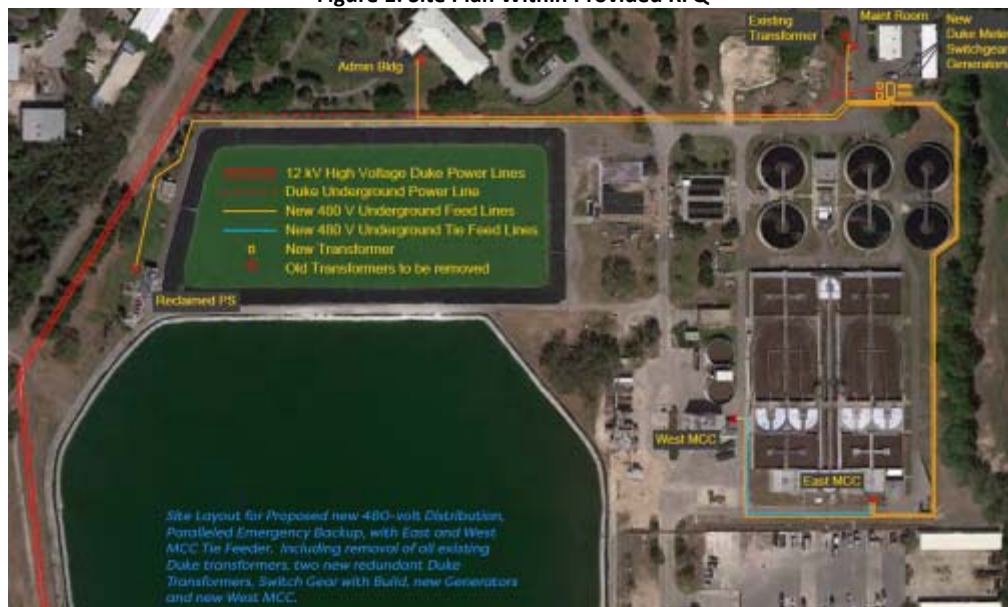 Figure 1: Site Plan Within Provided RFQ
Existing
Transformer
Maint Room
New
Duke Meter
Switchgear
Generators
Admin Bldg
12 kV High Voltage Duke Power Lines
Duke Underground Power Line
New 480 V Underground Feed Lines
New 480 V Underground Tie Feed Lines
New Transformer
Old Transformers to be removed
Reclaimed PS
West MCC
East MCC
Site Layout for Proposed new 480-volt Distribution,
Paralleled Emergency Backup, with East and West
MCC Tie Feeder. Including removal of all existing
Duke transformers, two new redundant Duke
Transformers, Switch Gear with Build, new Generators
and new West MCC.